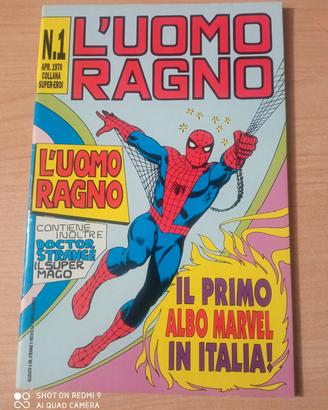 N.1
APR. 1970
COLLANA
SUPER-EROI
L'UOMO
RAGNO
L'UOMO
RAGNO
CONTIENE
INOLTRE
DOCTOR
STRANGE
IL SUPER
MAGO
IL PRIMO
ALBO MARVEL
IN ITALIA!
SHOT ON REDMI 9
AI QUAD CAMERA